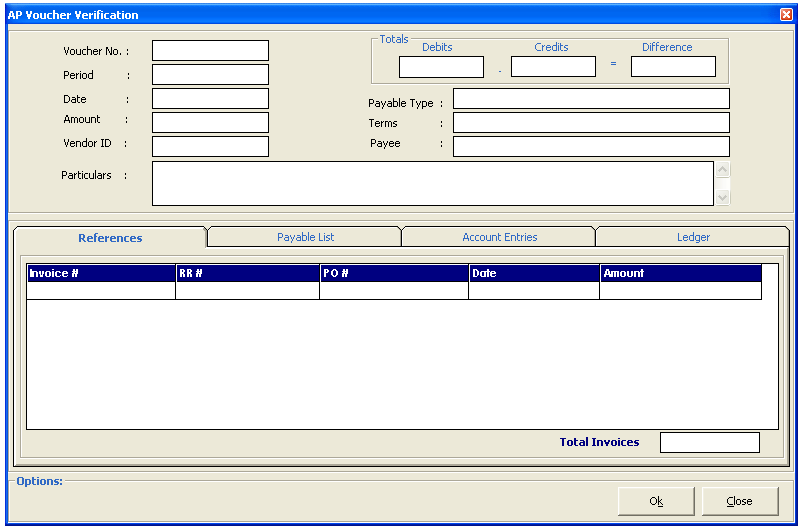 AP Voucher Verification
Totals
Voucher No. :
Debits Credits Difference
Period :
. =
Date :
Payable Type :
Amount :
Terms :
Vendor ID :
Payee :
Particulars :
References Payable List Account Entries Ledger
Invoice # RR # PO # Date Amount
Total Invoices
Options:
Ok Close